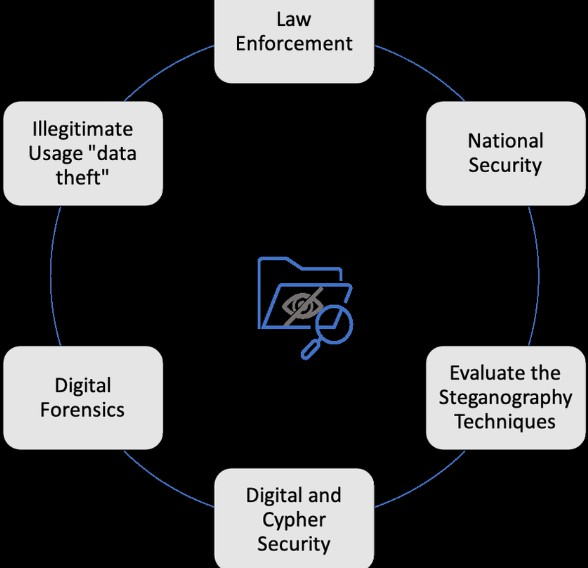 Law
Enforcement
National
Security
Evaluate the
Steganography
Techniques
Digital and
Cypher
Security
Digital
Forensics
Illegitimate
Usage "data
theft"